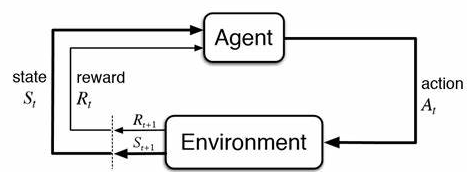 Agent
state
S_t
reward
R_t
action
A_t
R_{t+1}
S_{t+1}
Environment